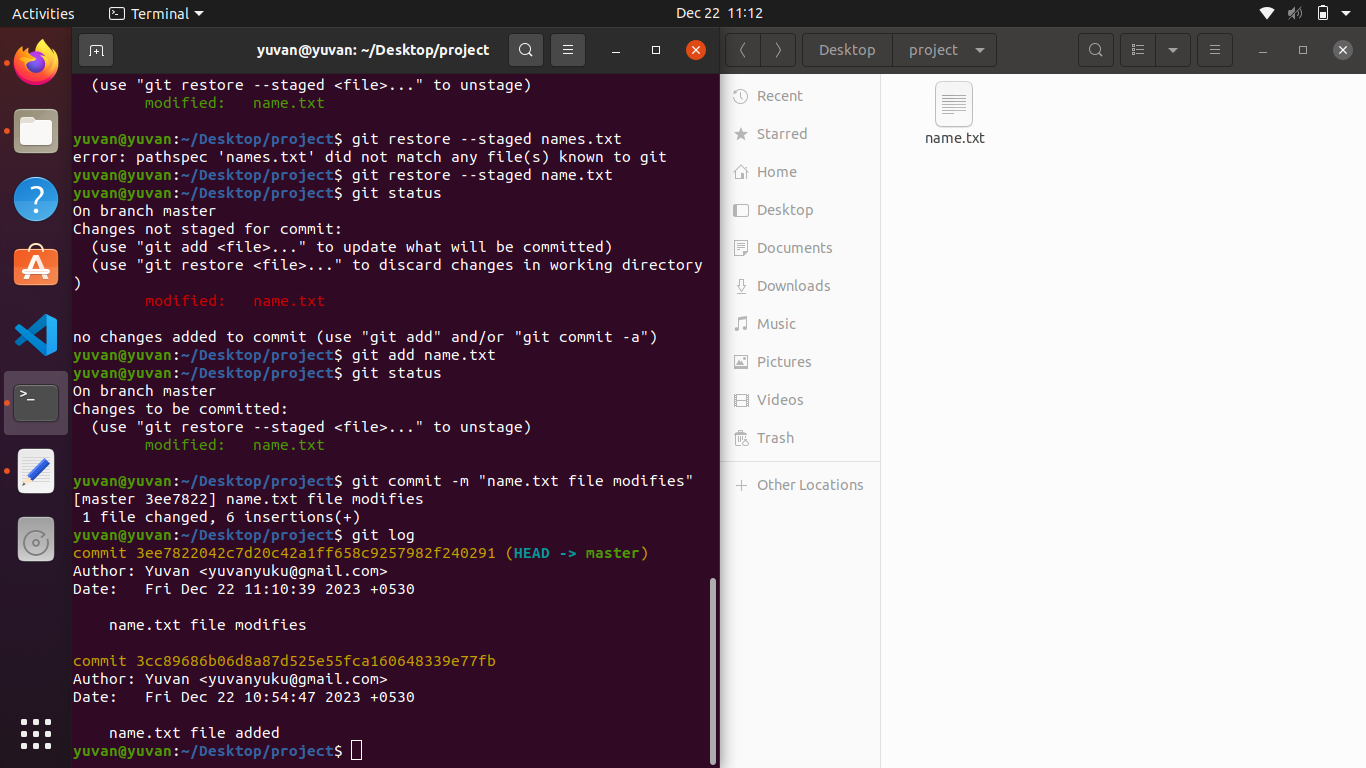 Activities
Terminal
Dec 22 11:12
yuvan@yuvan: ~/Desktop/project
Desktop
project
  (use "git restore --staged <file>..." to unstage)
        modified:   name.txt
yuvan@yuvan:~/Desktop/project$ git restore --staged names.txt
error: pathspec 'names.txt' did not match any file(s) known to git
yuvan@yuvan:~/Desktop/project$ git restore --staged name.txt
yuvan@yuvan:~/Desktop/project$ git status
On branch master
Changes not staged for commit:
  (use "git add <file>..." to update what will be committed)
  (use "git restore <file>..." to discard changes in working directory
)
        modified:   name.txt
no changes added to commit (use "git add" and/or "git commit -a")
yuvan@yuvan:~/Desktop/project$ git add name.txt
yuvan@yuvan:~/Desktop/project$ git status
On branch master
Changes to be committed:
  (use "git restore --staged <file>..." to unstage)
        modified:   name.txt
yuvan@yuvan:~/Desktop/project$ git commit -m "name.txt file modifies"
[master 3ee7822] name.txt file modifies
 1 file changed, 6 insertions(+)
yuvan@yuvan:~/Desktop/project$ git log
commit 3ee7822042c7d20c42a1ff658c9257982f240291 (HEAD -> master)
Author: Yuvan <yuvanyuku@gmail.com>
Date:   Fri Dec 22 11:10:39 2023 +0530
    name.txt file modifies
commit 3cc89686b06d8a87d525e55fca160648339e77fb
Author: Yuvan <yuvanyuku@gmail.com>
Date:   Fri Dec 22 10:54:47 2023 +0530
    name.txt file added
yuvan@yuvan:~/Desktop/project$
Recent
Starred
Home
Desktop
Documents
Downloads
Music
Pictures
Videos
Trash
Other Locations
name.txt